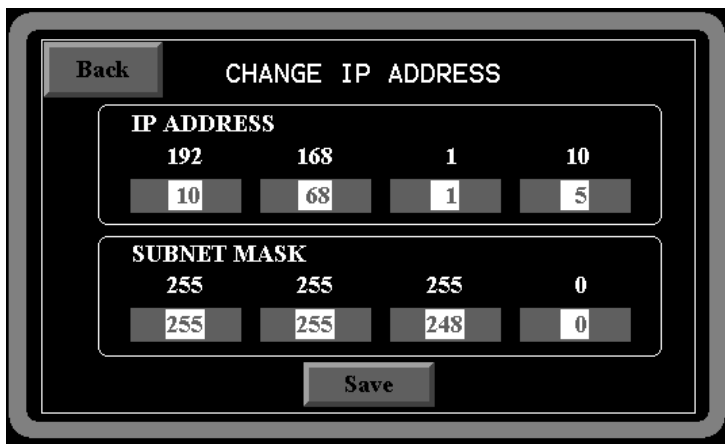 Back
CHANGE IP ADDRESS
IP ADDRESS
192 168 1 10
10 68 1 5
SUBNET MASK
255 255 255 0
255 255 248 0
Save